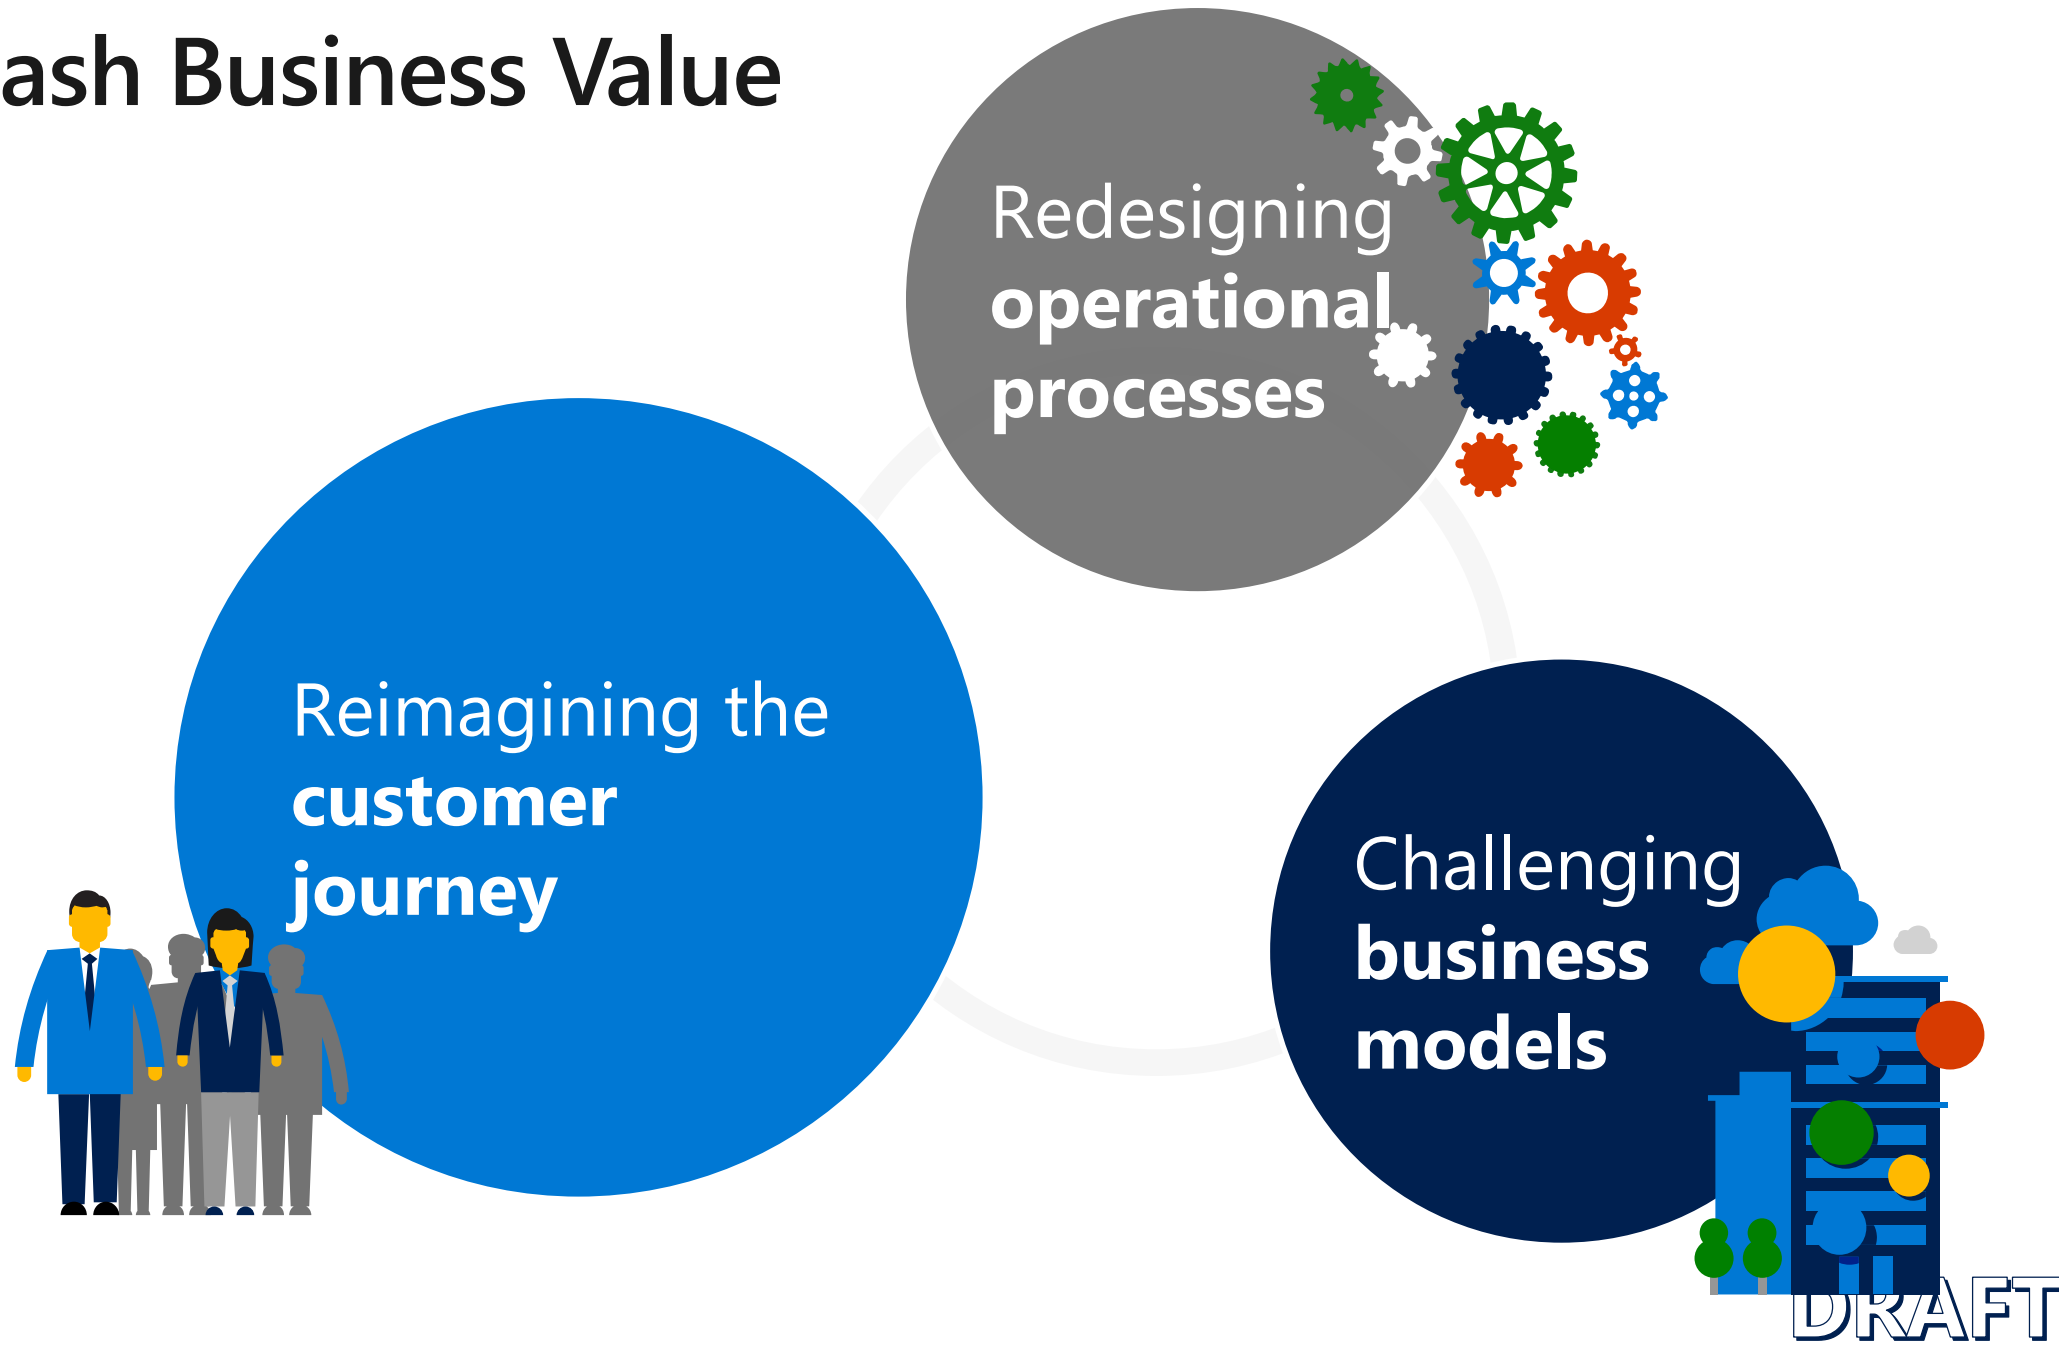 ash Business Value
Redesigning
operational
processes
Reimagining the
customer
journey
Challenging
business
models
DRAFT